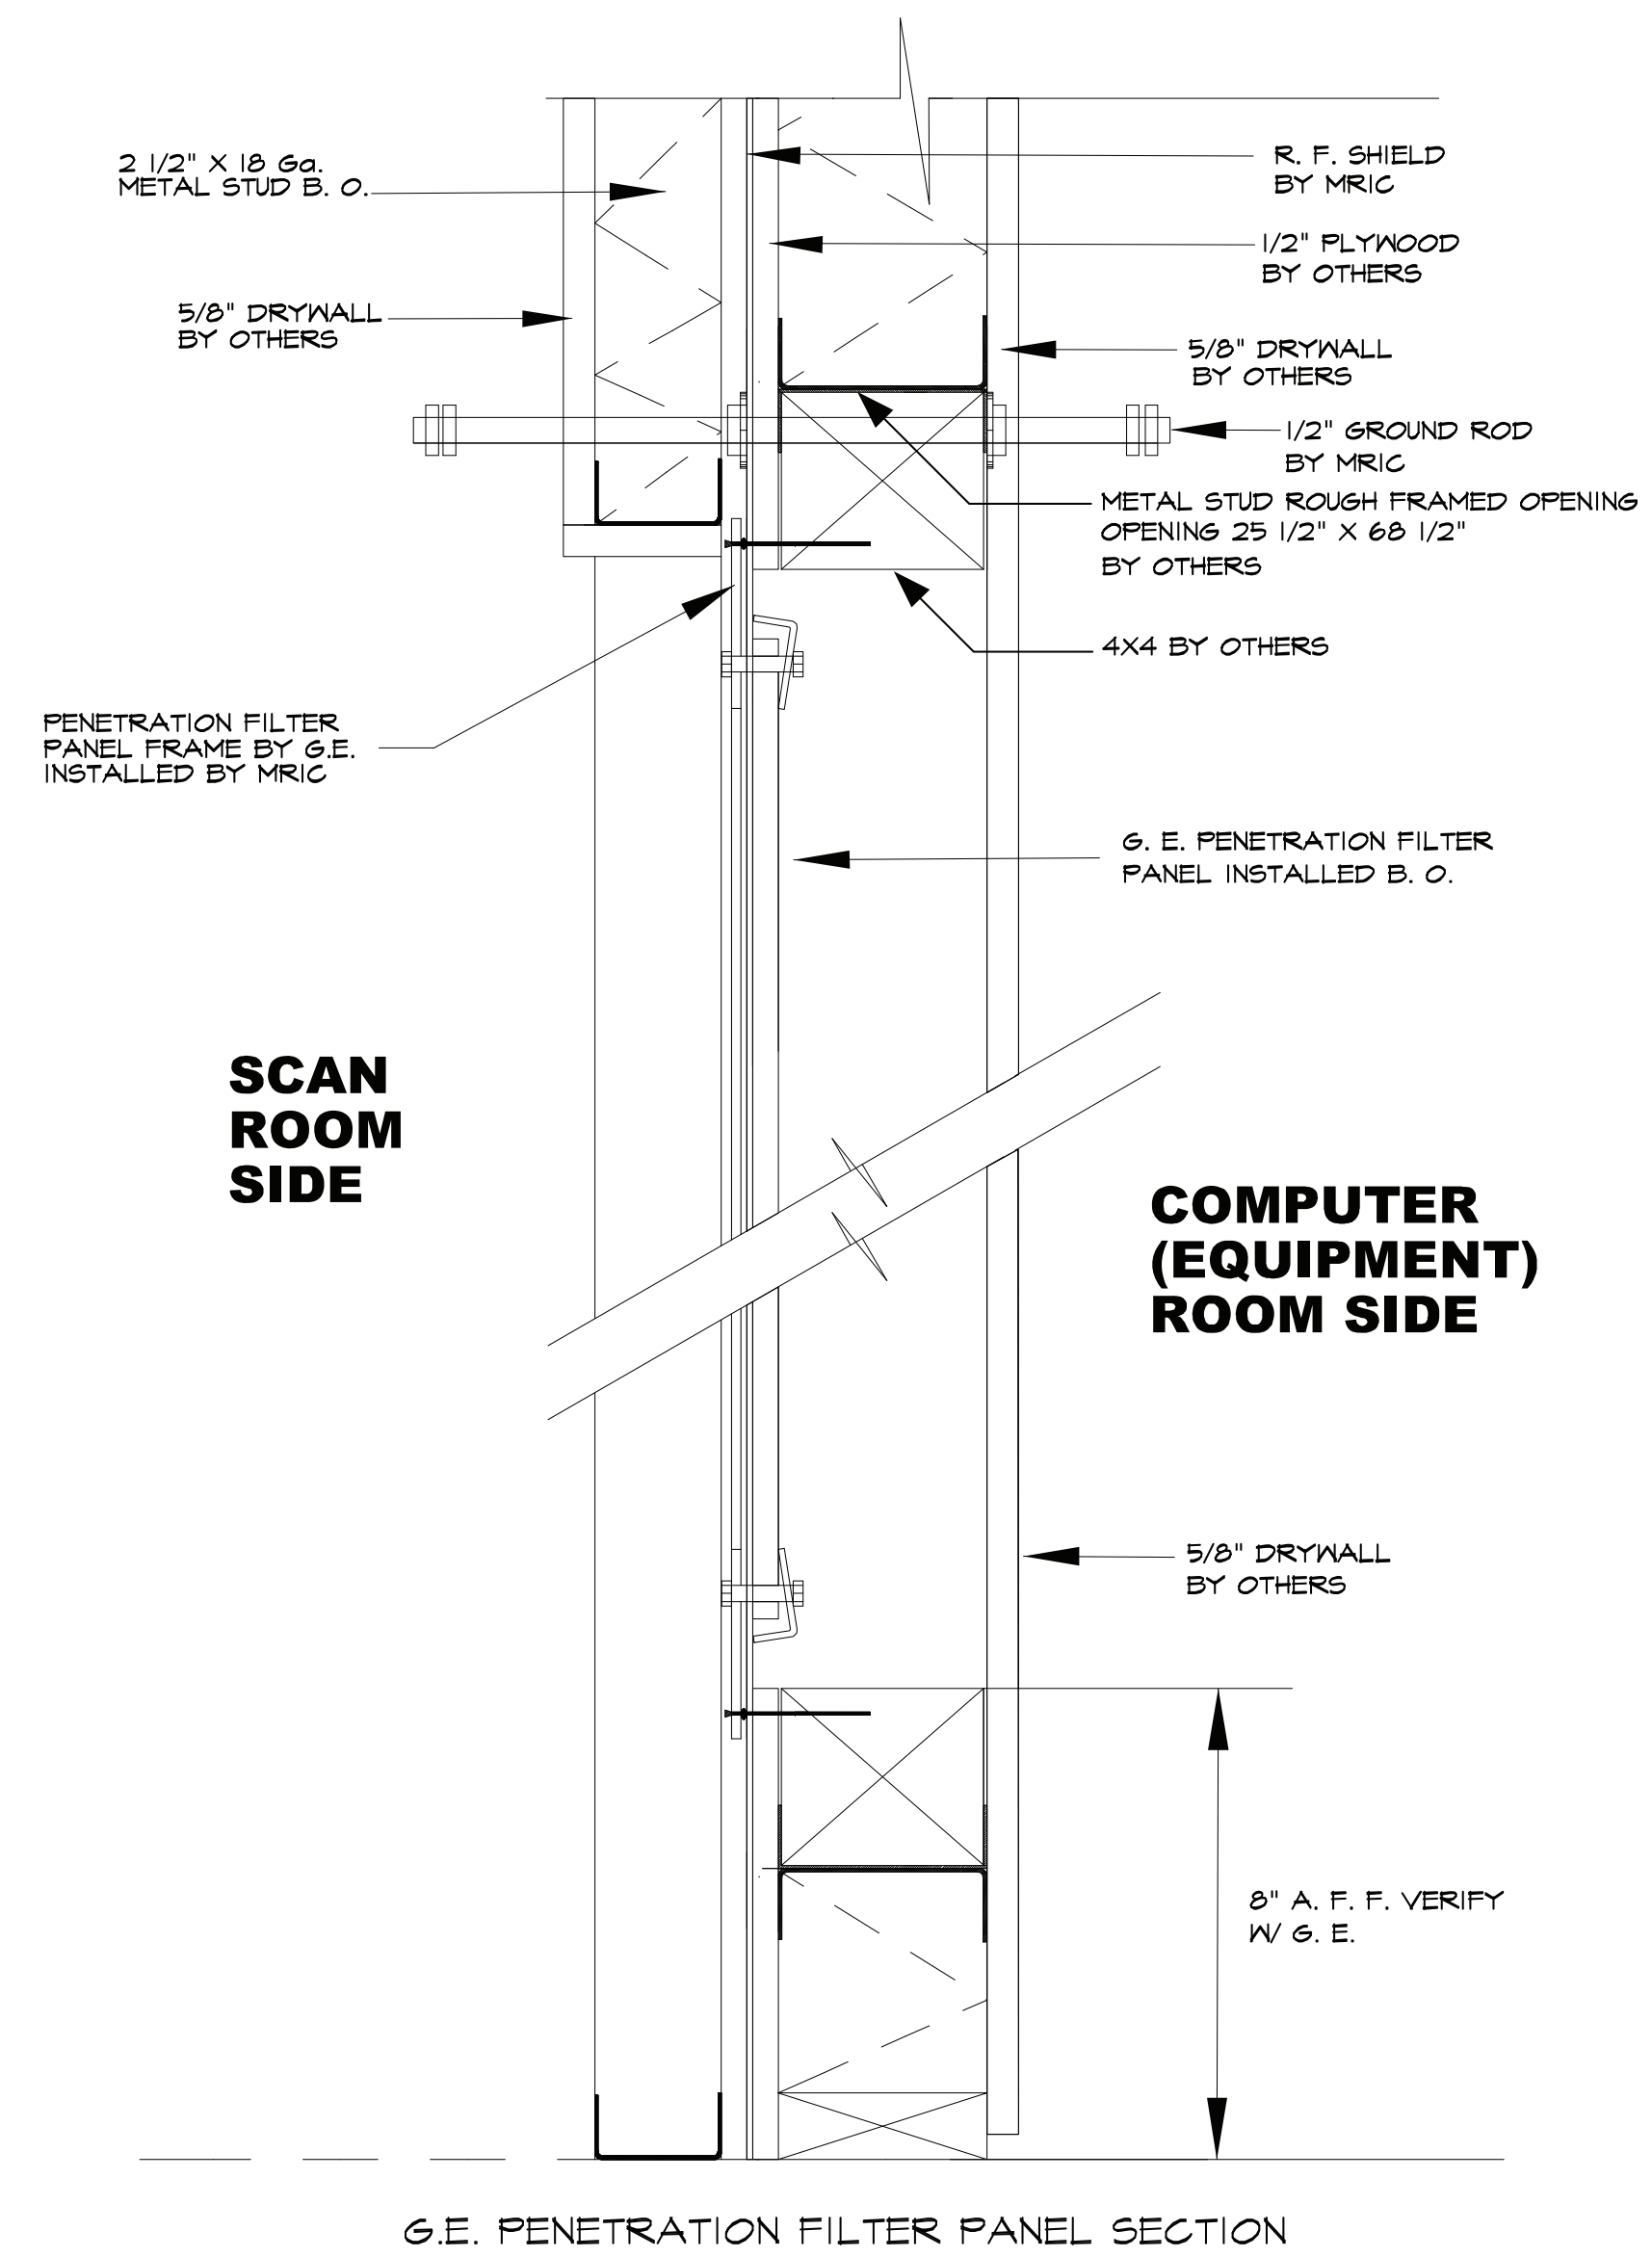 2 1/2" X 18 Ga.
METAL STUD B. O.
R. F. SHIELD
BY MRIC
1/2" PLYWOOD
BY OTHERS
5/8" DRYWALL
BY OTHERS
5/8" DRYWALL
BY OTHERS
1/2" GROUND ROD
BY MRIC
METAL STUD ROUGH FRAMED OPENING
OPENING 25 1/2" X 68 1/2"
BY OTHERS
4X4 BY OTHERS
PENETRATION FILTER
PANEL FRAME BY G.E.
INSTALLED BY MRIC
G. E. PENETRATION FILTER
PANEL INSTALLED B. O.
SCAN
ROOM
SIDE
COMPUTER
(EQUIPMENT)
ROOM SIDE
5/8" DRYWALL
BY OTHERS
8" A. F. F. VERIFY
W/ G. E.
G.E. PENETRATION FILTER PANEL SECTION